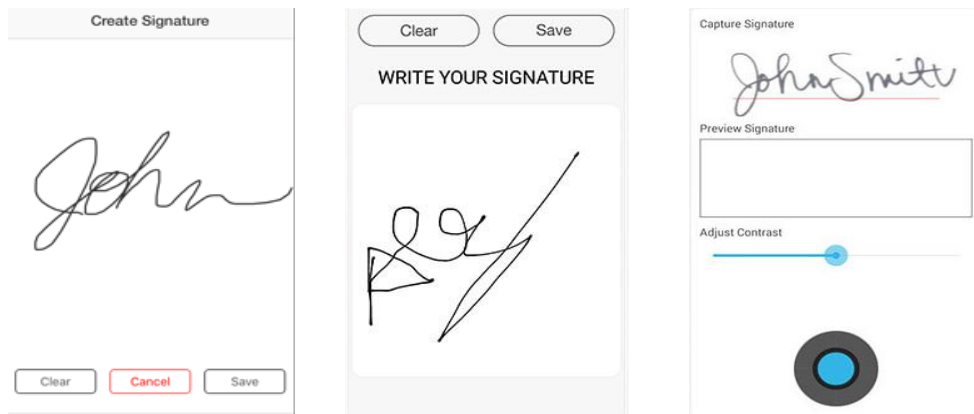 Create Signature
John
Clear Cancel Save
Clear Save
WRITE YOUR SIGNATURE
Capture Signature
John Smith
Preview Signature
Adjust Contrast